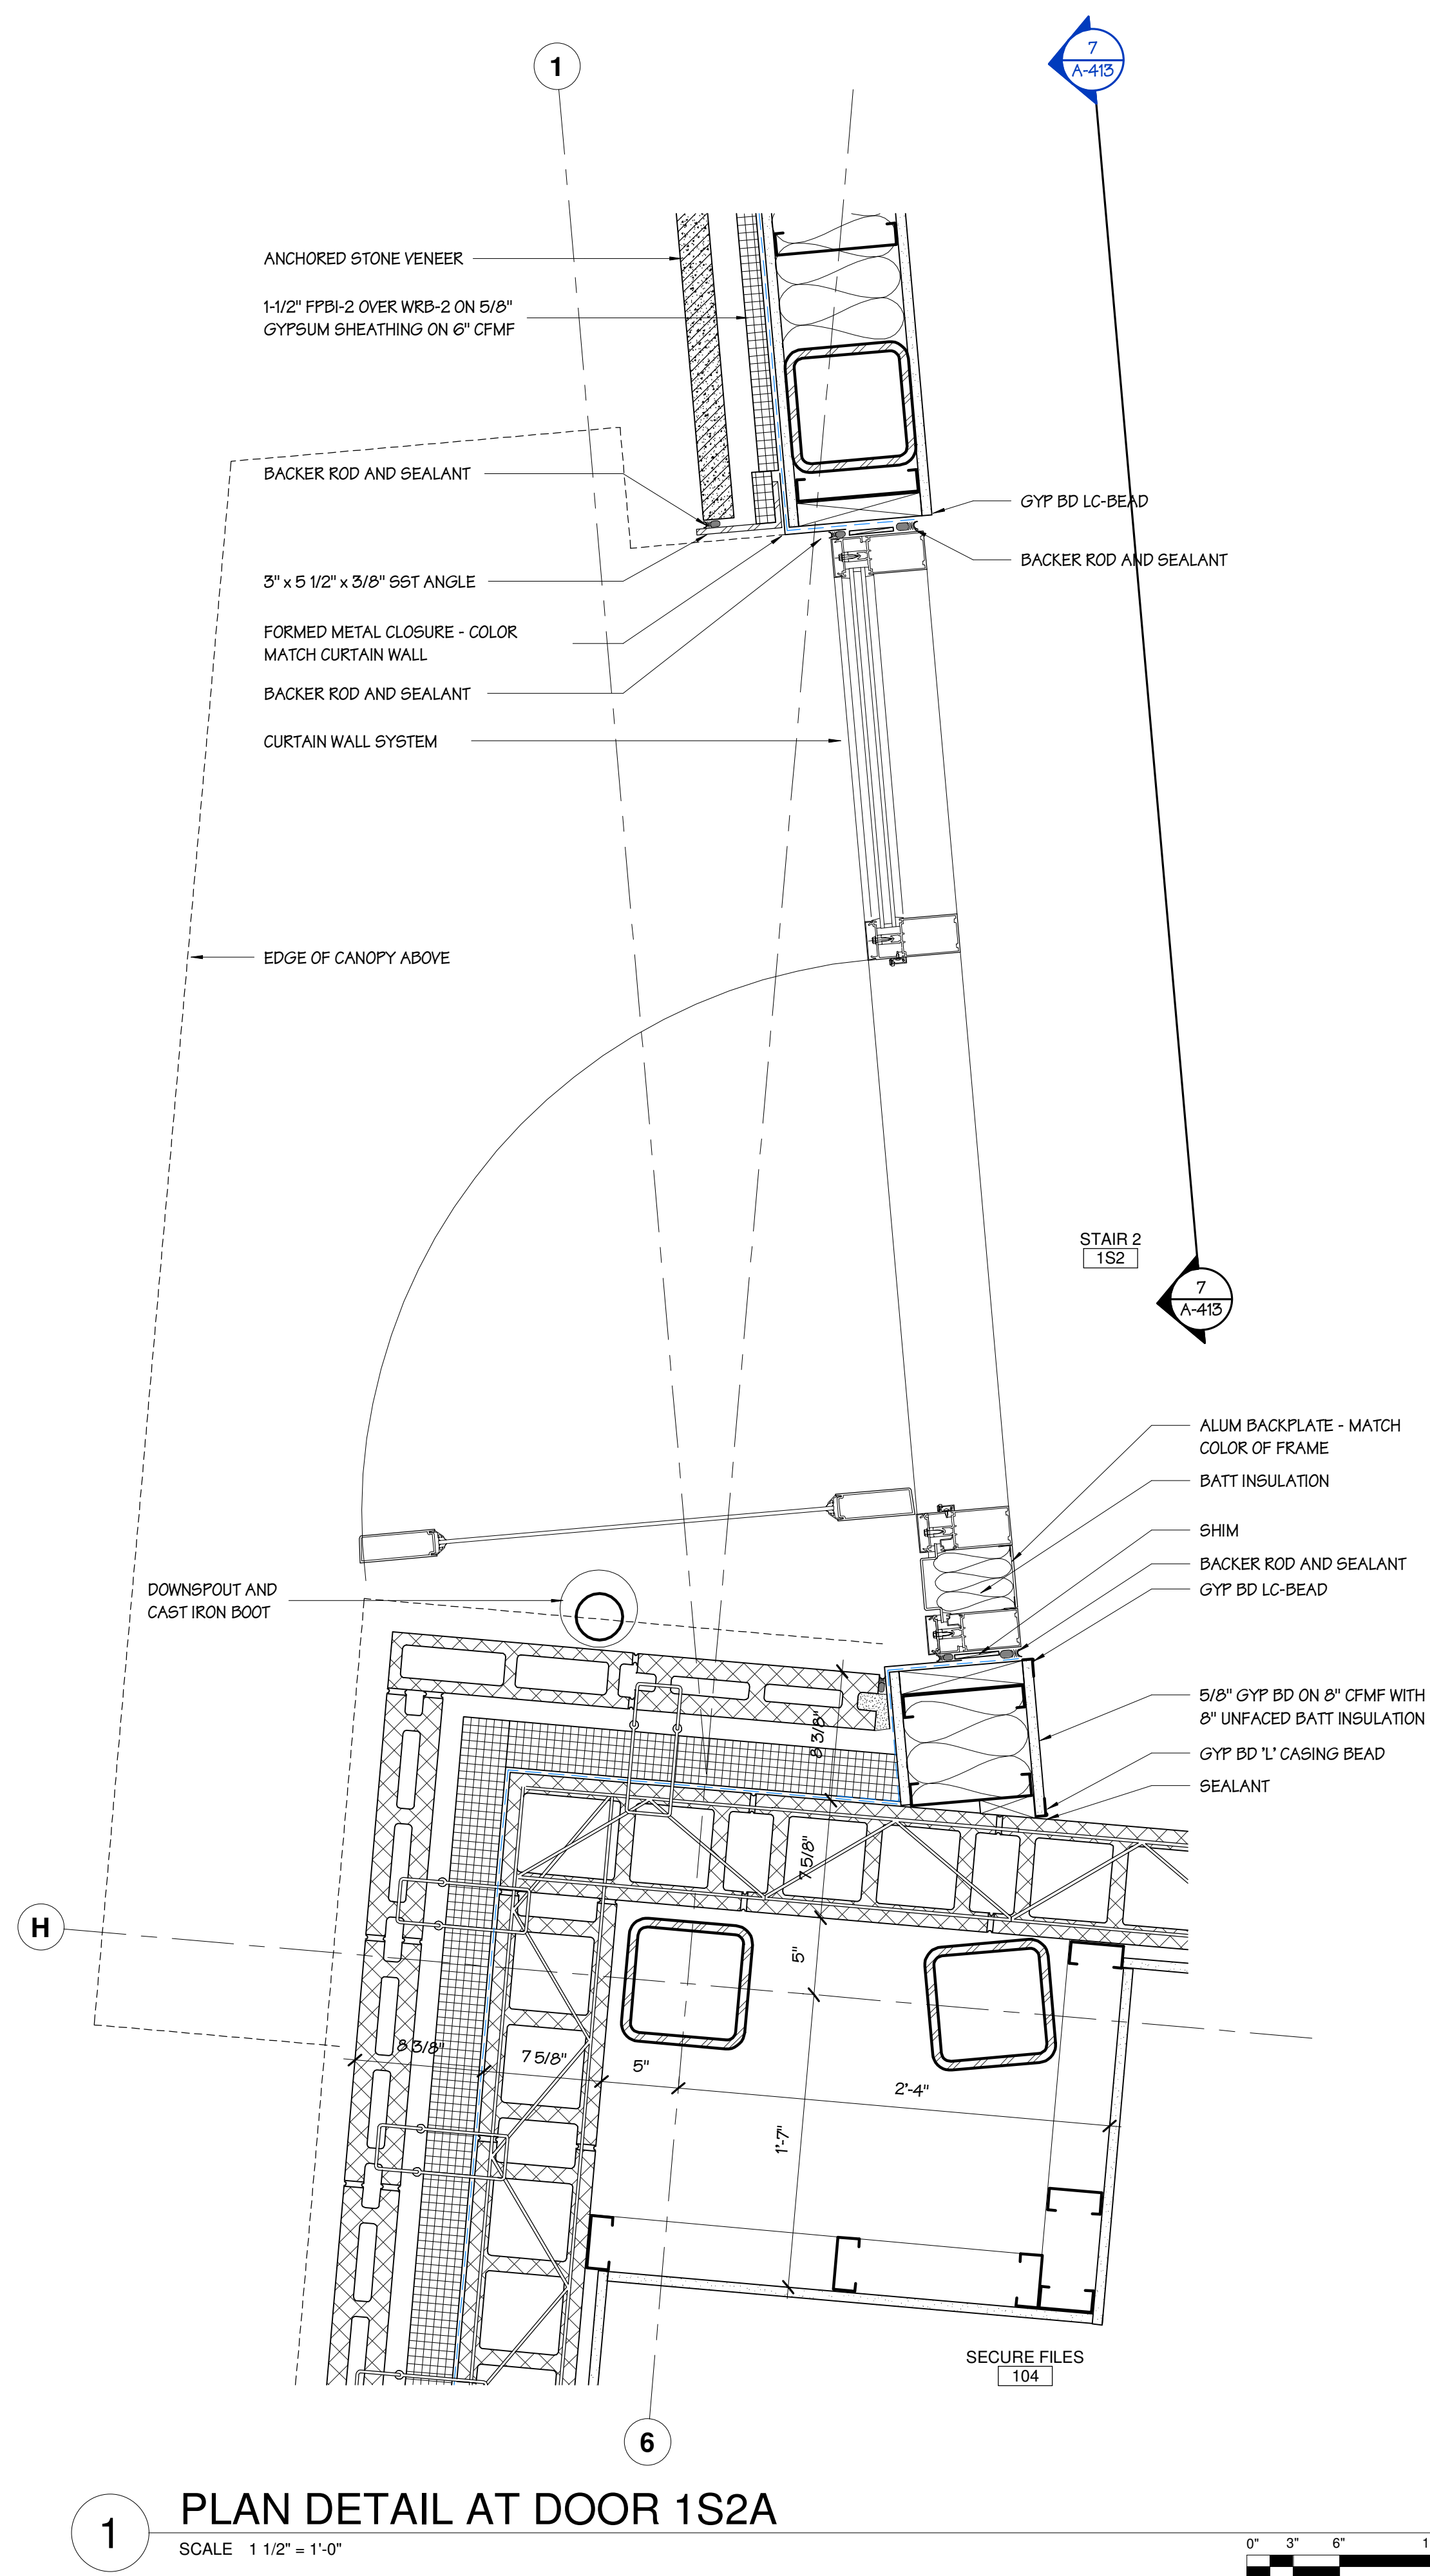 1
7
A-413
ANCHORED STONE VENEER
1-1/2" FPBI-2 OVER WRB-2 ON 5/8"
GYPSUM SHEATHING ON 6" CFMF
BACKER ROD AND SEALANT
GYP BD LC-BEAD
BACKER ROD AND SEALANT
3" x 5 1/2" x 3/8" SST ANGLE
FORMED METAL CLOSURE - COLOR
MATCH CURTAIN WALL
BACKER ROD AND SEALANT
CURTAIN WALL SYSTEM
EDGE OF CANOPY ABOVE
STAIR 2
1S2
7
A-413
ALUM BACKPLATE - MATCH
COLOR OF FRAME
BATT INSULATION
SHIM
BACKER ROD AND SEALANT
GYP BD LC-BEAD
DOWNSPOUT AND
CAST IRON BOOT
5/8" GYP BD ON 8" CFMF WITH
8" UNFACED BATT INSULATION
GYP BD 'L' CASING BEAD
SEALANT
8 3/8"
7 5/8"
H
5"
8 3/8"
7 5/8"
5"
2'-4"
1'-7"
SECURE FILES
104
6
1
PLAN DETAIL AT DOOR 1S2A
SCALE 1 1/2" = 1'-0"
0" 3" 6" 1